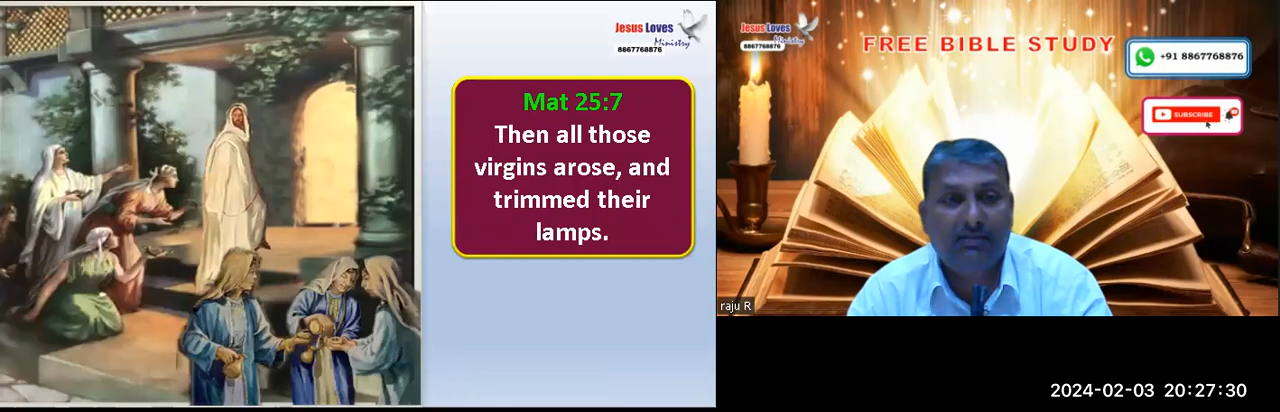 Jesus Loves
Ministry
8867768876
Mat 25:7
Then all those
virgins arose, and
trimmed their
lamps.
Jesus Loves
Ministry
8867768876
FREE BIBLE STUDY
+91 8867768876
SUBSCRIBE
raju R
2024-02-03 20:27:30